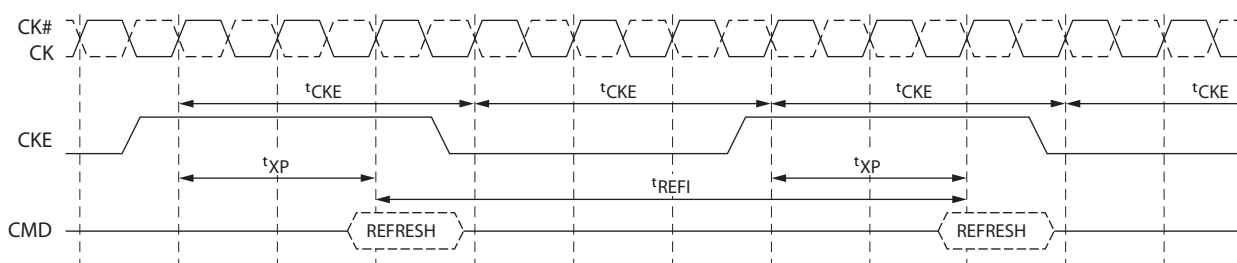 CK#
CK
tCKE tCKE tCKE tCKE
CKE
tXP tXP
tREFI
CMD REFRESH REFRESH